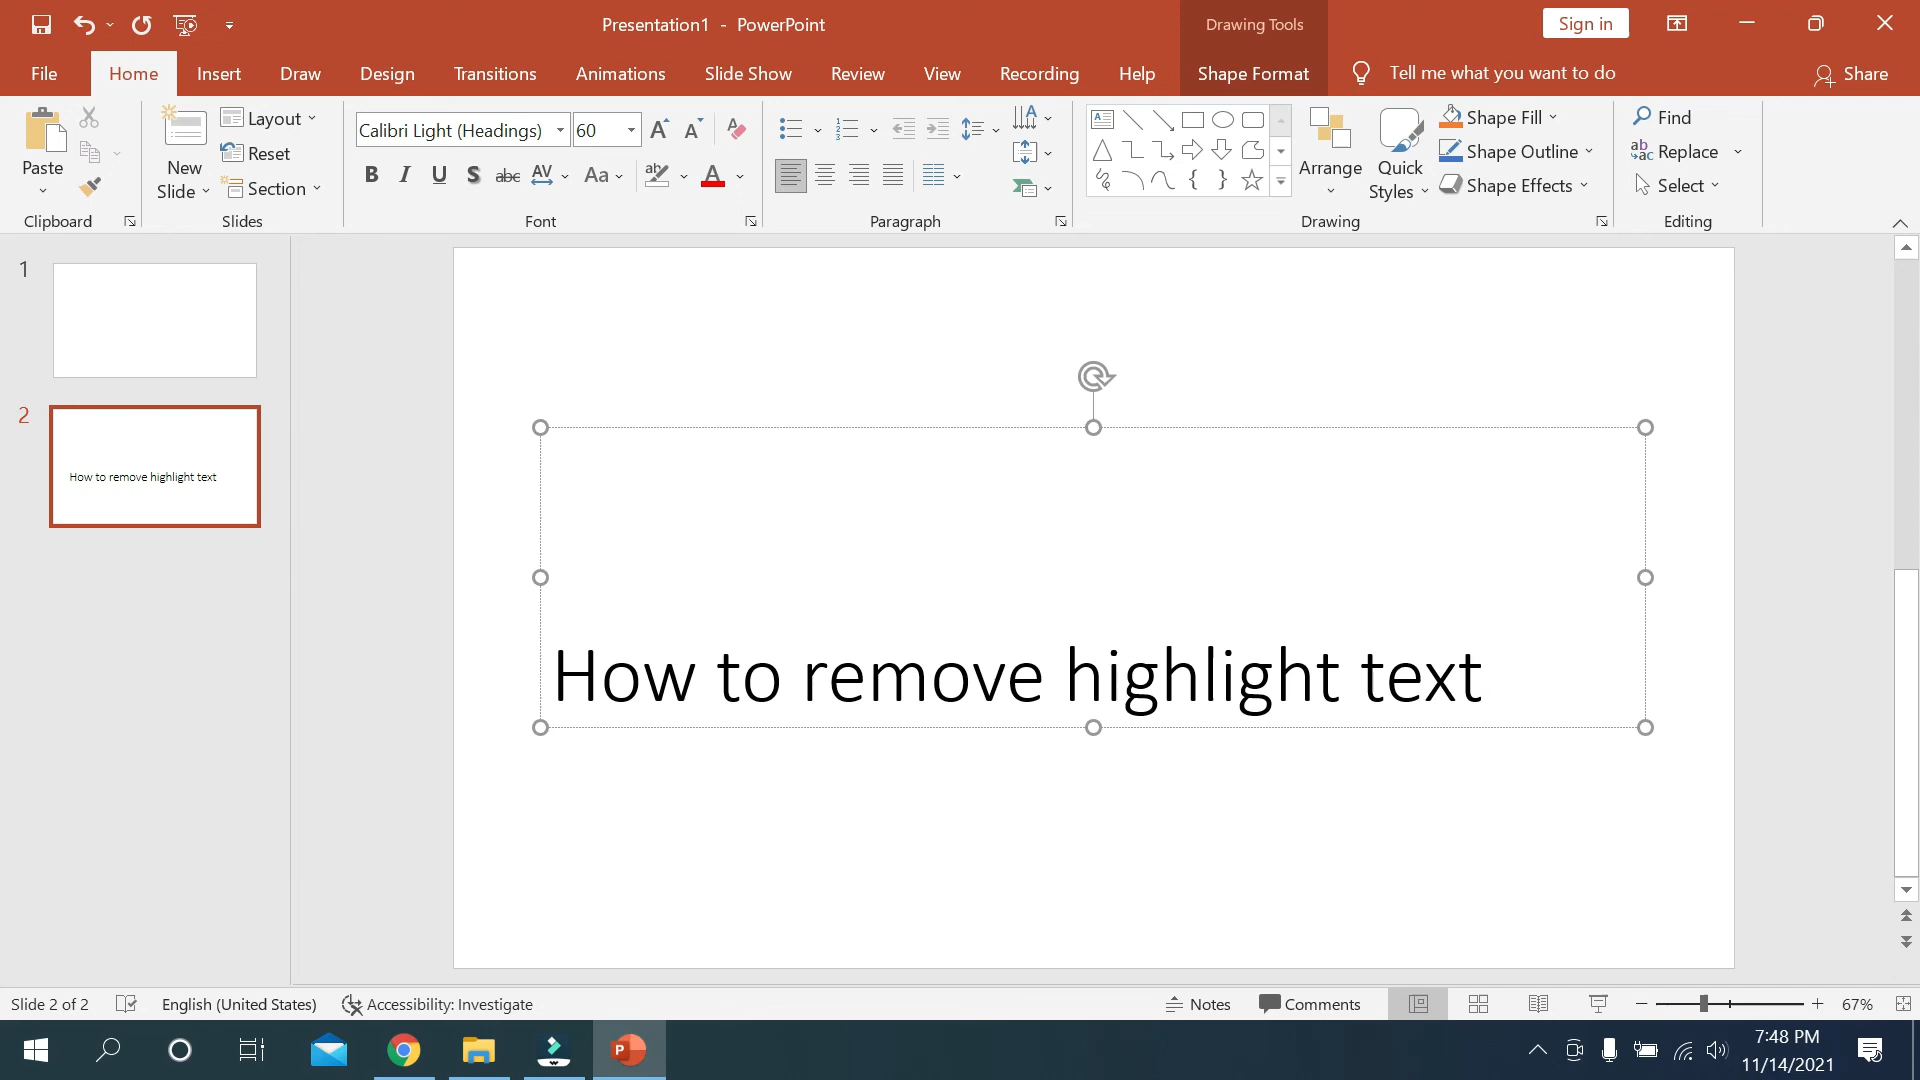 Presentation1 - PowerPoint
Drawing Tools
Sign in
File Home Insert Draw Design Transitions Animations Slide Show Review View Recording Help Shape Format Tell me what you want to do Share
Paste
Clipboard
New
Slide
Layout
Reset
Section
Slides
Calibri Light (Headings) 60 A A
B I U S abc AV Aa ab A
Font
Paragraph
Arrange
Quick
Styles
Shape Fill
Shape Outline
Shape Effects
Drawing
Find
Replace
Select
Editing
1
2
How to remove highlight text
How to remove highlight text
Slide 2 of 2 English (United States) Accessibility: Investigate Notes Comments 67%
7:48 PM
11/14/2021